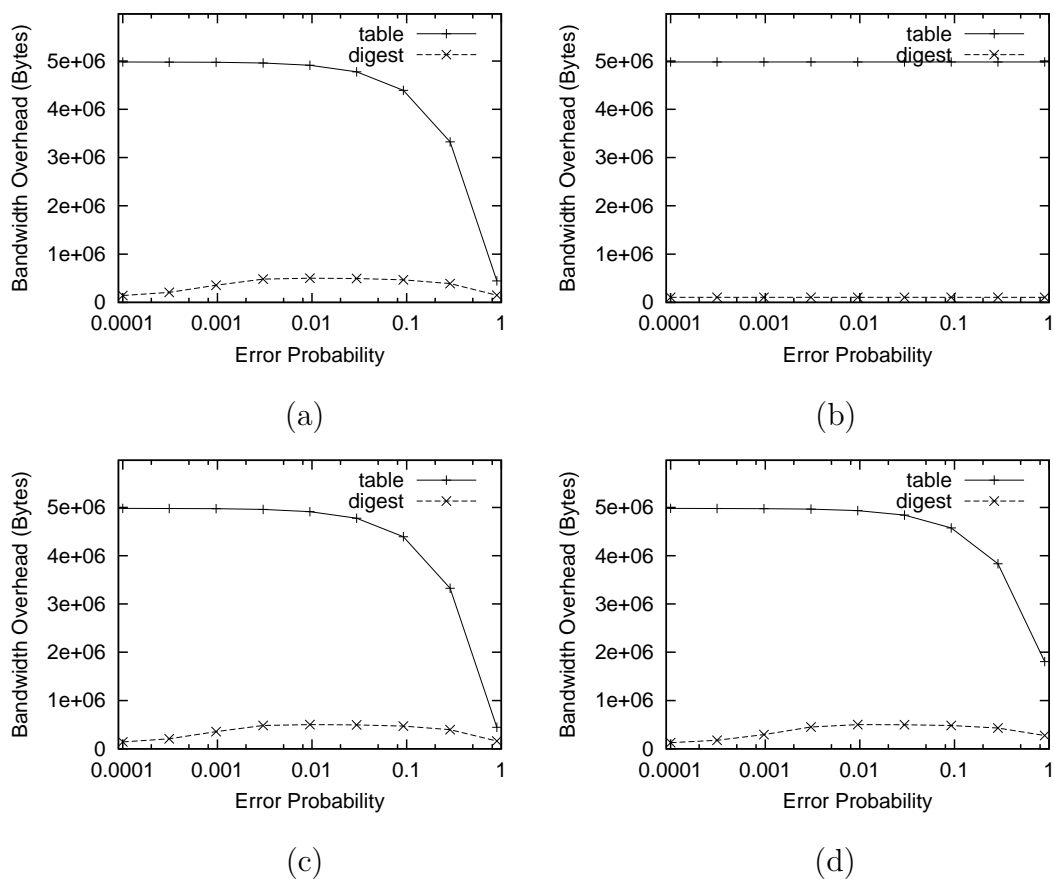 Bandwidth Overhead (Bytes)
5e+06
4e+06
3e+06
2e+06
1e+06
0
0.0001 0.001 0.01 0.1 1
Error Probability
table
digest
(a)
Bandwidth Overhead (Bytes)
5e+06
4e+06
3e+06
2e+06
1e+06
0
0.0001 0.001 0.01 0.1 1
Error Probability
table
digest
(b)
Bandwidth Overhead (Bytes)
5e+06
4e+06
3e+06
2e+06
1e+06
0
0.0001 0.001 0.01 0.1 1
Error Probability
table
digest
(c)
Bandwidth Overhead (Bytes)
5e+06
4e+06
3e+06
2e+06
1e+06
0
0.0001 0.001 0.01 0.1 1
Error Probability
table
digest
(d)